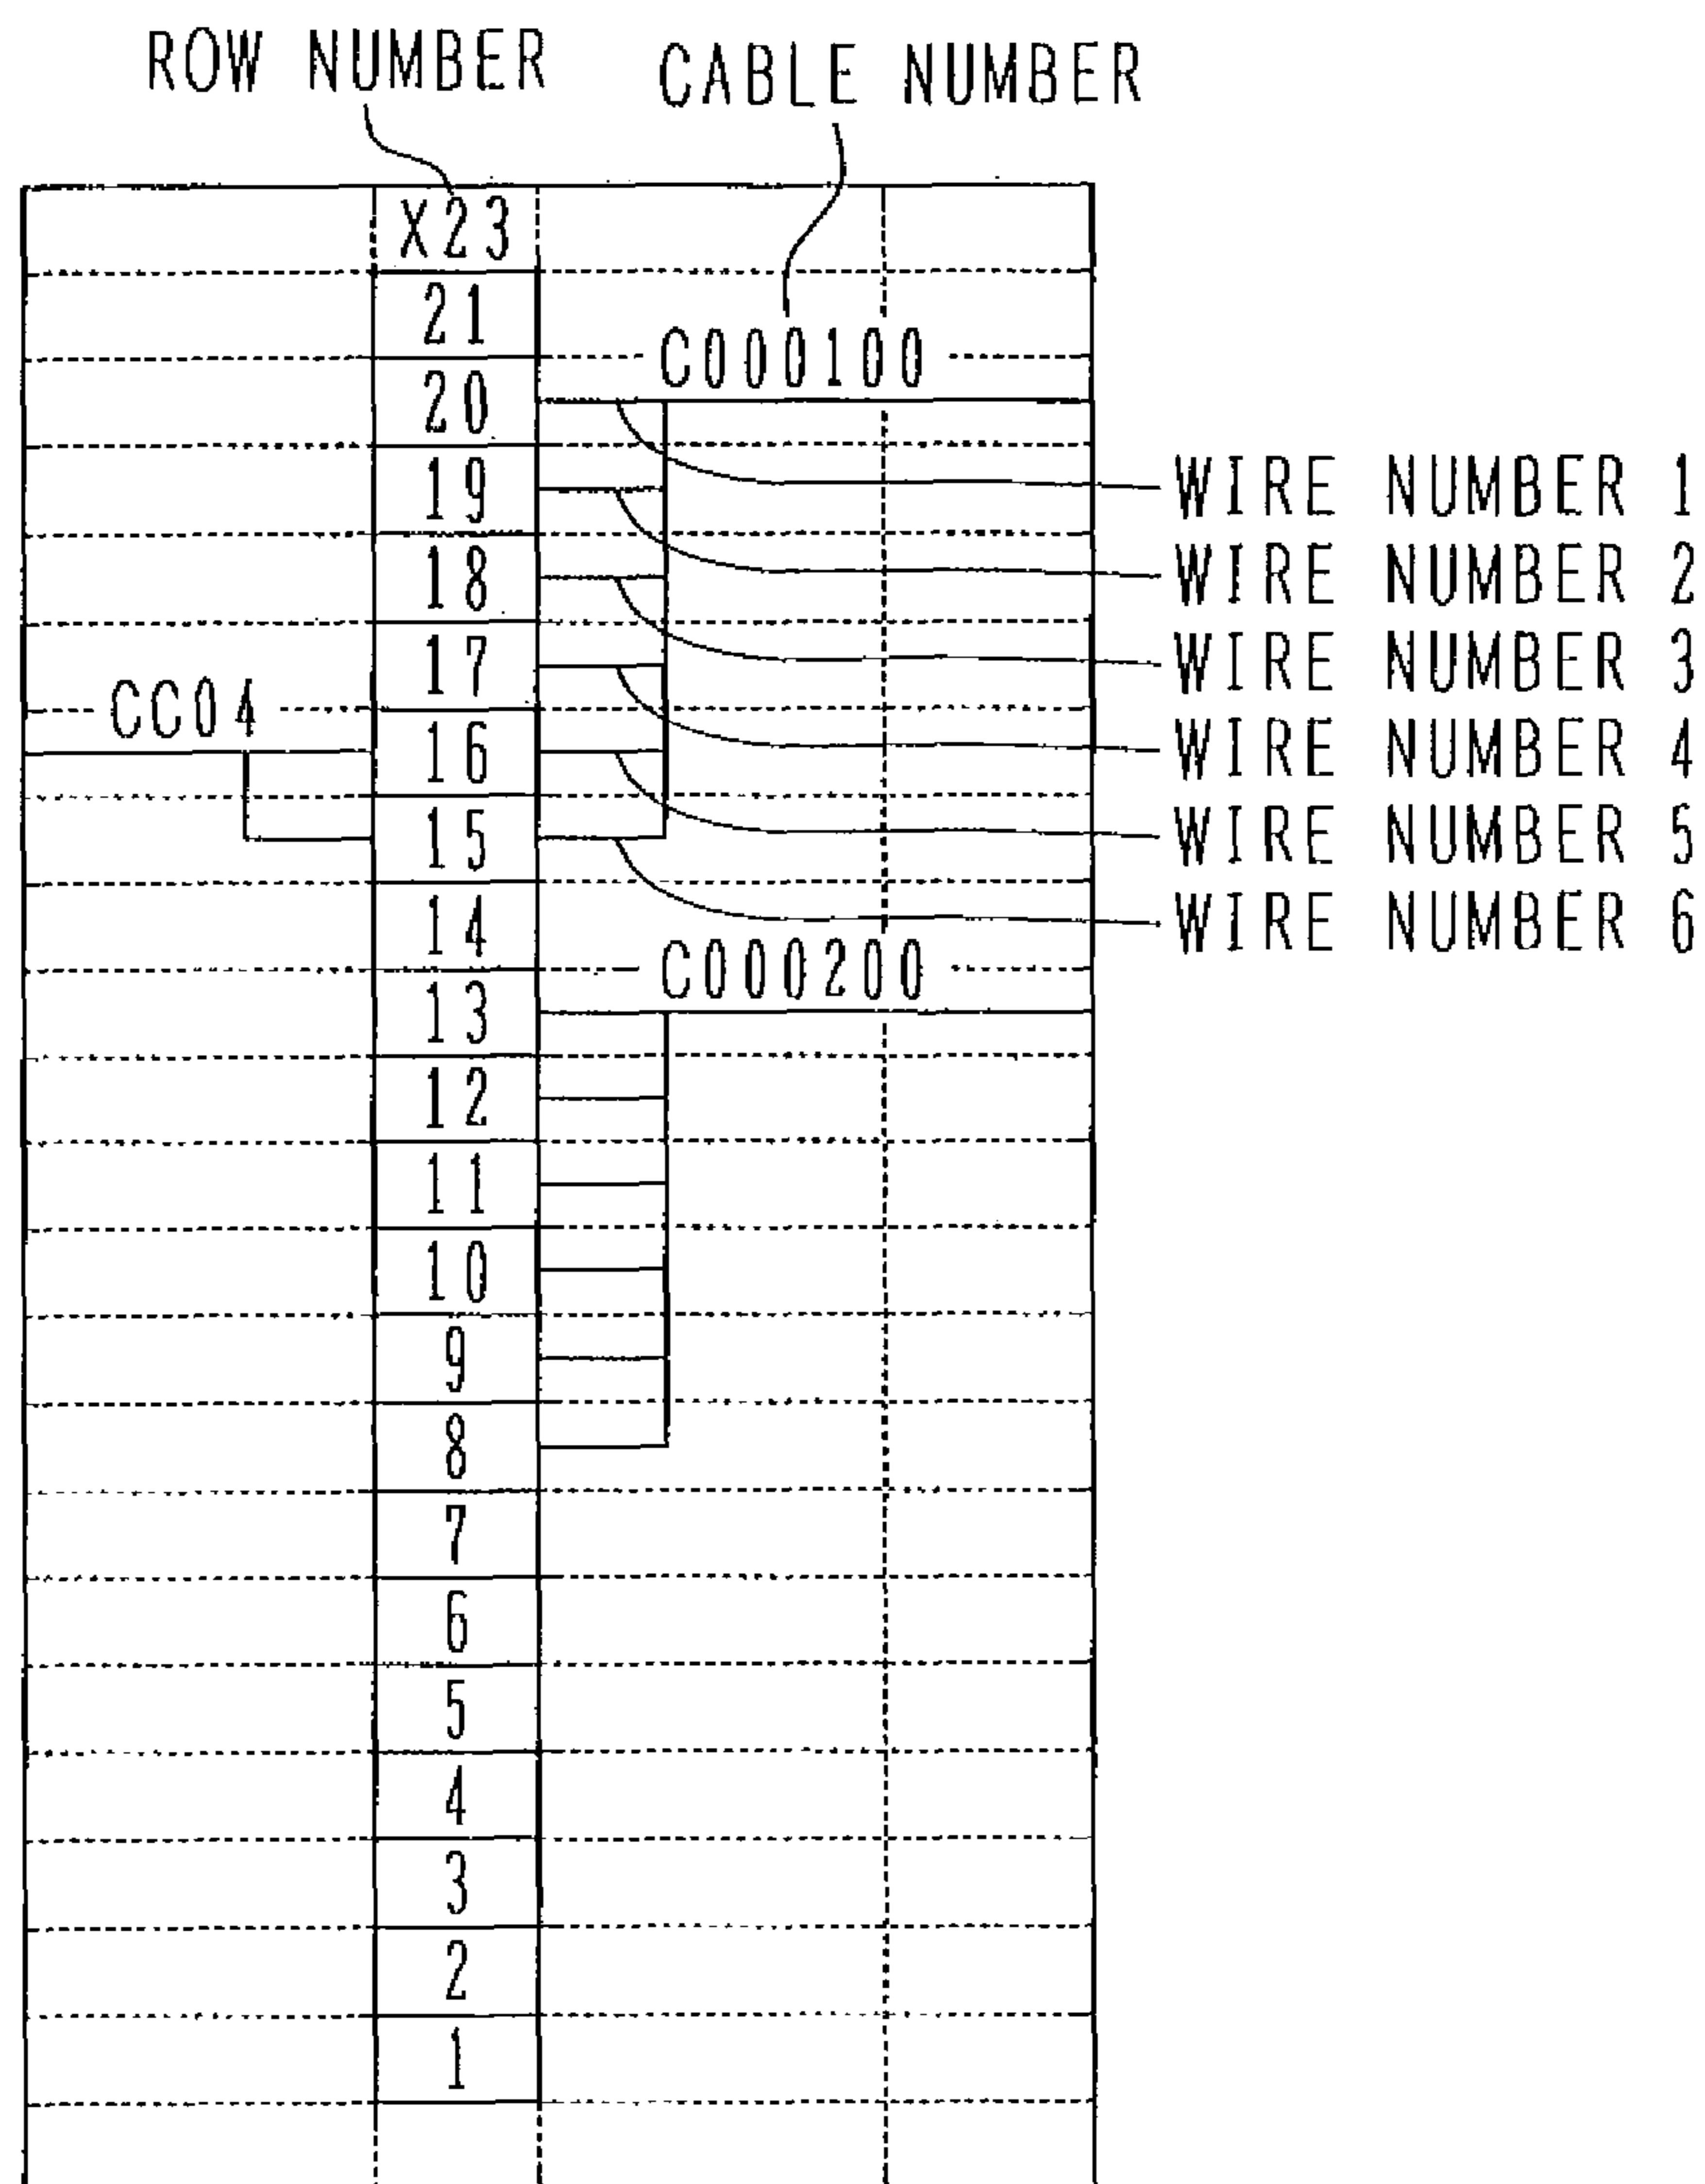 ROW NUMBER
CABLE NUMBER
X23
21
C000100
20
19
WIRE NUMBER 1
18
WIRE NUMBER 2
17
WIRE NUMBER 3
CC04
16
WIRE NUMBER 4
15
WIRE NUMBER 5
14
WIRE NUMBER 6
C000200
13
12
11
10
9
8
7
6
5
4
3
2
1